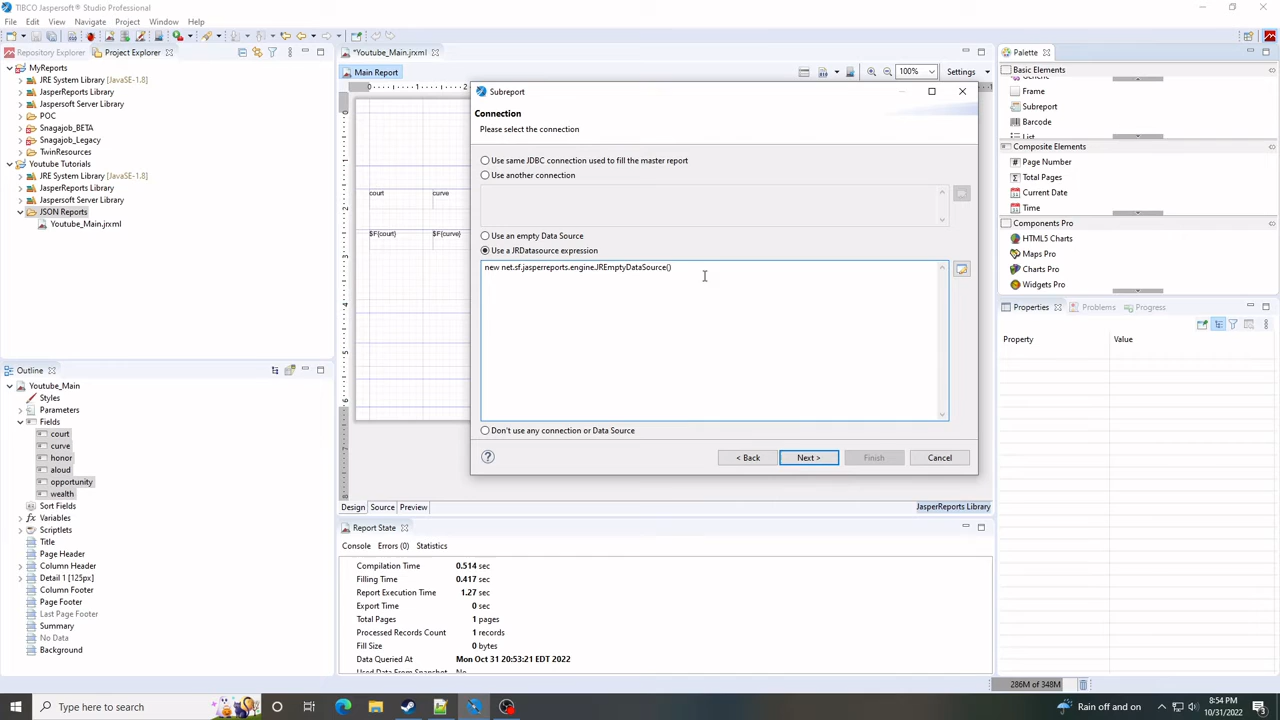 TIBCO Jaspersoft® Studio Professional
File Edit View Navigate Project Window Help
Repository Explorer Project Explorer
MyReports
JRE System Library [JavaSE-1.8]
JasperReports Library
Jaspersoft Server Library
POC
Snagajob_BETA
Snagajob_Legacy
TwinResources
Youtube Tutorials
JRE System Library [JavaSE-1.8]
JasperReports Library
Jaspersoft Server Library
JSON Reports
Youtube_Main.jrxml
Outline
Youtube_Main
Styles
Parameters
Fields
court
curve
honor
aloud
opportunity
wealth
Sort Fields
Variables
Scriptlets
Title
Page Header
Column Header
Detail 1 [125px]
Column Footer
Page Footer
Last Page Footer
Summary
No Data
Background
*Youtube_Main.jrxml
Main Report
100%
Settings
court curve
$F{court} $F{curve}
Subreport
Connection
Please select the connection
Use same JDBC connection used to fill the master report
Use another connection
Use an empty Data Source
Use a JRDatasource expression
new net.sf.jasperreports.engine.JREmptyDataSource()
Don't use any connection or Data Source
< Back Next > Finish Cancel
Design Source Preview
JasperReports Library
Report State
Console Errors (0) Statistics
Compilation Time 0.514 sec
Filling Time 0.417 sec
Report Execution Time 1.27 sec
Export Time 0 sec
Total Pages 1 pages
Processed Records Count 1 records
Fill Size 0 bytes
Data Queried At Mon Oct 31 20:53:21 EDT 2022
Used Data From Snapshot No
Palette
Basic Elements
Generic
Frame
Subreport
Barcode
List
Composite Elements
Page Number
Total Pages
Current Date
Time
Components Pro
HTML5 Charts
Maps Pro
Charts Pro
Widgets Pro
Properties Problems Progress
Property Value
286M of 348M
Type here to search
Rain off and on
8:54 PM
10/31/2022